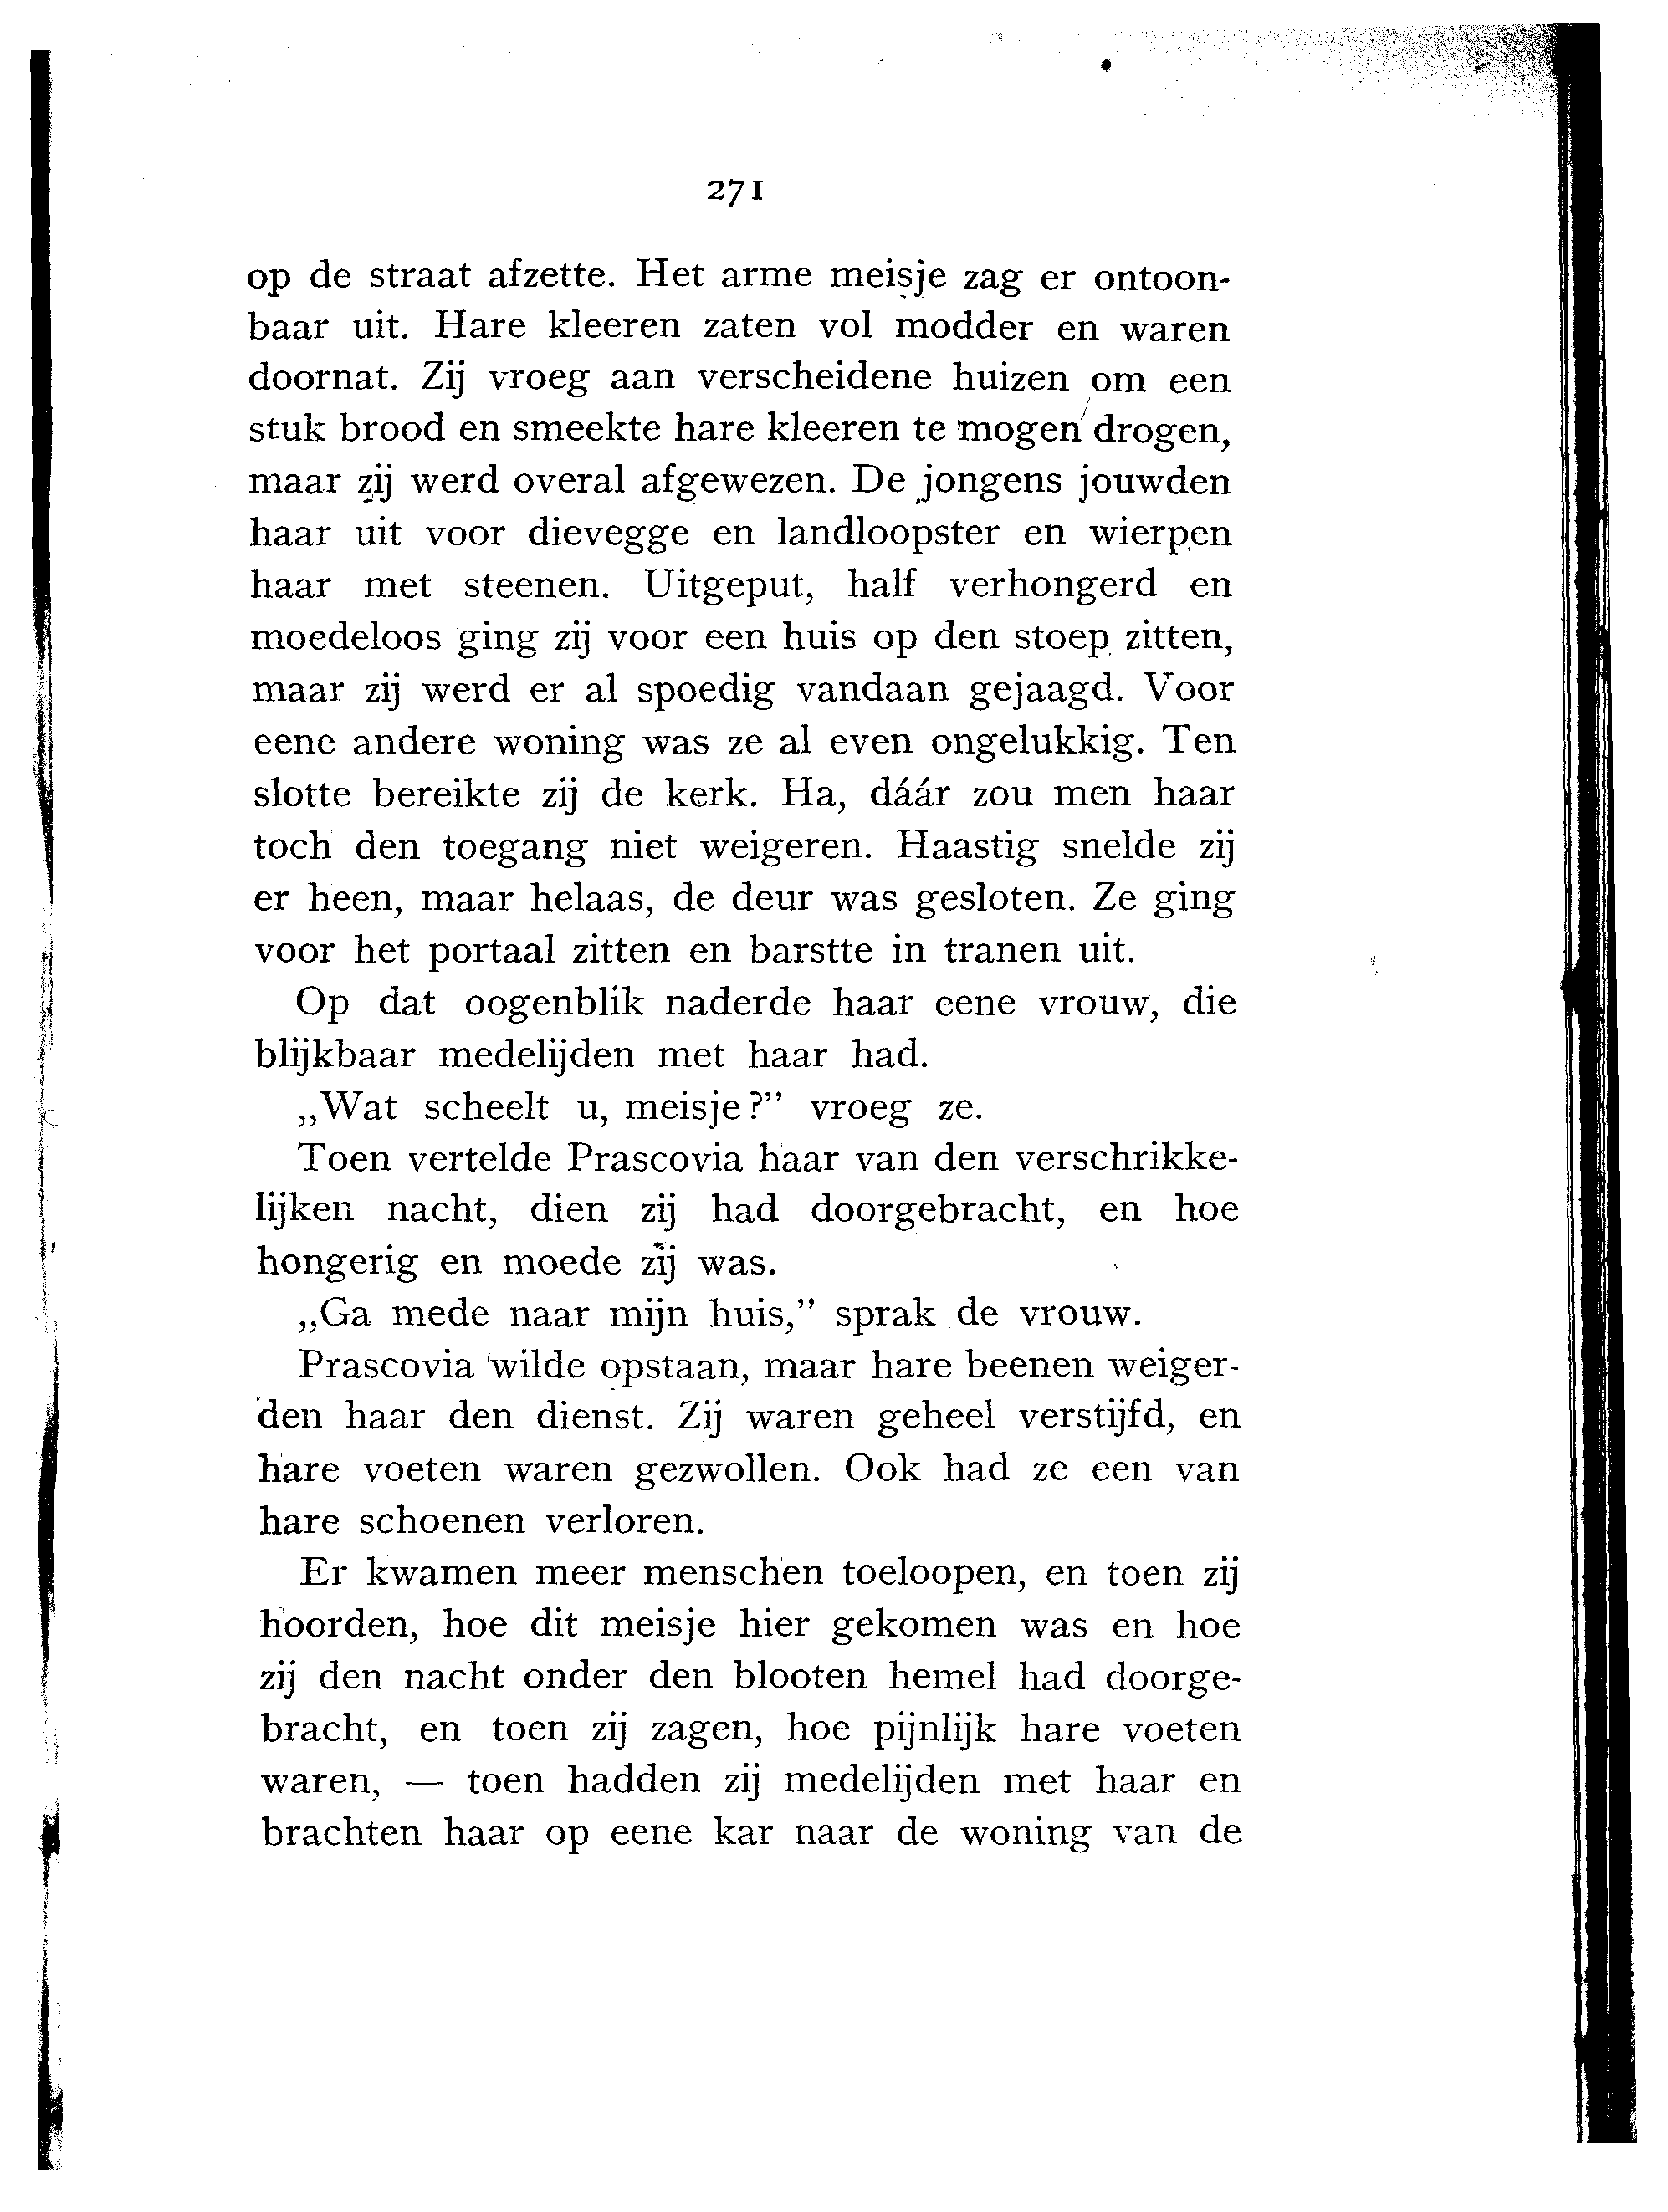 271
op de straat afzette. Het arme meisje zag er ontoon-
baar uit. Hare kleeren zaten vol modder en waren
doornat. Zij vroeg aan verscheidene huizen om een
stuk brood en smeekte hare kleeren te mogen drogen,
maar zij werd overal afgewezen. De jongens jouwden
haar uit voor dievegge en landloopster en wierpen
haar met steenen. Uitgeput, half verhongerd en
moedeloos ging zij voor een huis op den stoep zitten,
maar zij werd er al spoedig vandaan gejaagd. Voor
eene andere woning was ze al even ongelukkig. Ten
slotte bereikte zij de kerk. Ha, dáár zou men haar
toch den toegang niet weigeren. Haastig snelde zij
er heen, maar helaas, de deur was gesloten. Ze ging
voor het portaal zitten en barstte in tranen uit.
Op dat oogenblik naderde haar eene vrouw, die
blijkbaar medelijden met haar had.
„Wat scheelt u, meisje?” vroeg ze.
Toen vertelde Prascovia haar van den verschrikke-
lijken nacht, dien zij had doorgebracht, en hoe
hongerig en moede zij was.
„Ga mede naar mijn huis,” sprak de vrouw.
Prascovia wilde opstaan, maar hare beenen weiger-
den haar den dienst. Zij waren geheel verstijfd, en
hare voeten waren gezwollen. Ook had ze een van
hare schoenen verloren.
Er kwamen meer menschen toeloopen, en toen zij
hoorden, hoe dit meisje hier gekomen was en hoe
zij den nacht onder den blooten hemel had doorge-
bracht, en toen zij zagen, hoe pijnlijk hare voeten
waren, — toen hadden zij medelijden met haar en
brachten haar op eene kar naar de woning van de